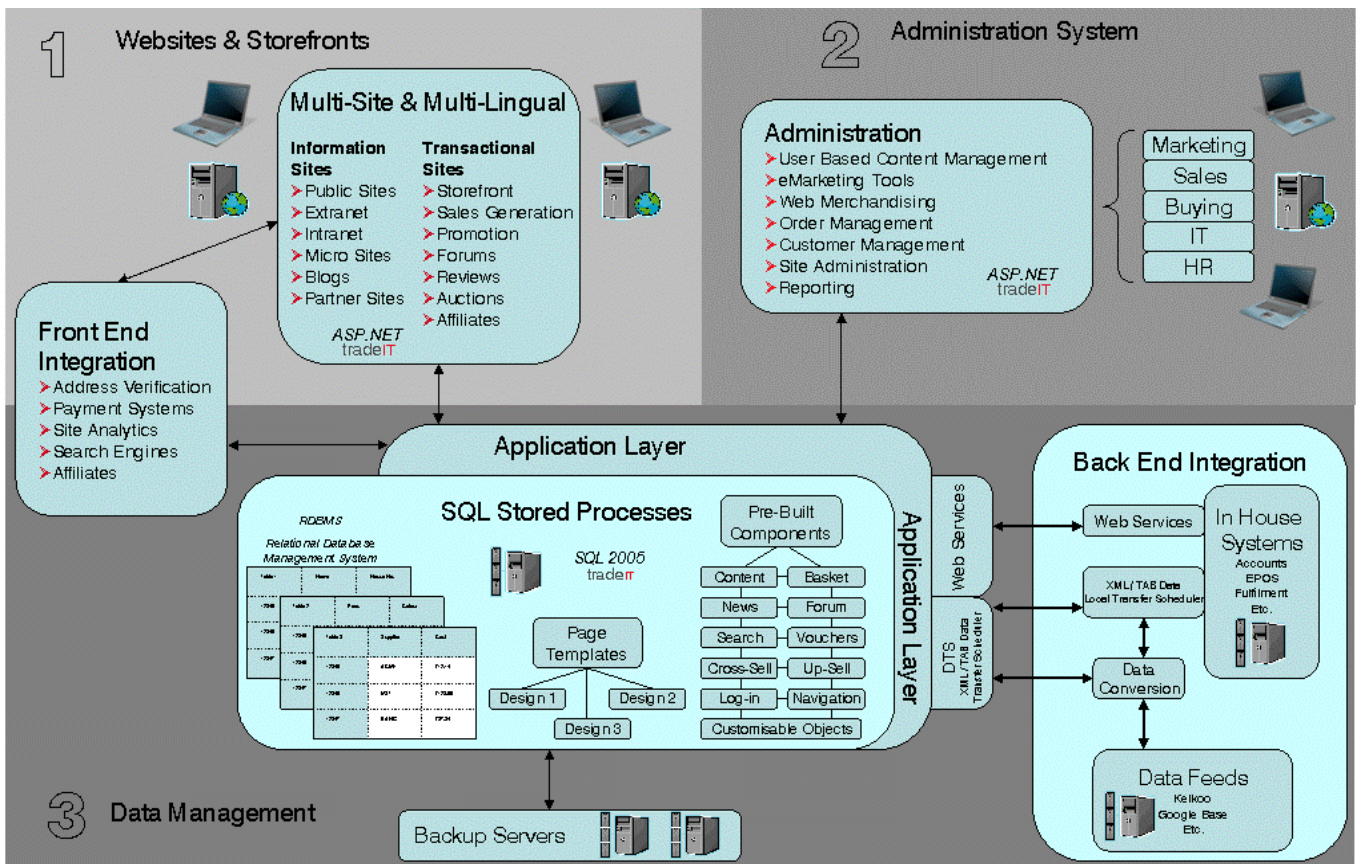 1 Websites & Storefronts
Multi-Site & Multi-Lingual
Information
Sites
Public Sites
Extranet
Intranet
Micro Sites
Blogs
Partner Sites
Transactional
Sites
Storefront
Sales Generation
Promotion
Forums
Reviews
Auctions
Affiliates
ASP.NET
tradeIT
Front End
Integration
Address Verification
Payment Systems
Site Analytics
Search Engines
Affiliates
2 Administration System
Administration
User Based Content Management
eMarketing Tools
Web Merchandising
Order Management
Customer Management
Site Administration
Reporting
ASP.NET
tradeIT
Marketing
Sales
Buying
IT
HR
Application Layer
SQL Stored Processes
RDBMS
Relational Database
Management System
SQL 2005
tradeIT
Page
Templates
Design 1
Design 2
Design 3
Pre-Built
Components
Content
Basket
News
Forum
Search
Vouchers
Cross-Sell
Up-Sell
Log-in
Navigation
Customisable Objects
Application Layer
Web Services
DTS
XML/TAB Data
Transfer Scheduler
Back End Integration
Web Services
In House
Systems
Accounts
EPOS
Fulfilment
Etc.
XML/TAB Data
Local Transfer Scheduler
Data
Conversion
Data Feeds
Kelkoo
Google Base
Etc.
3 Data Management
Backup Servers